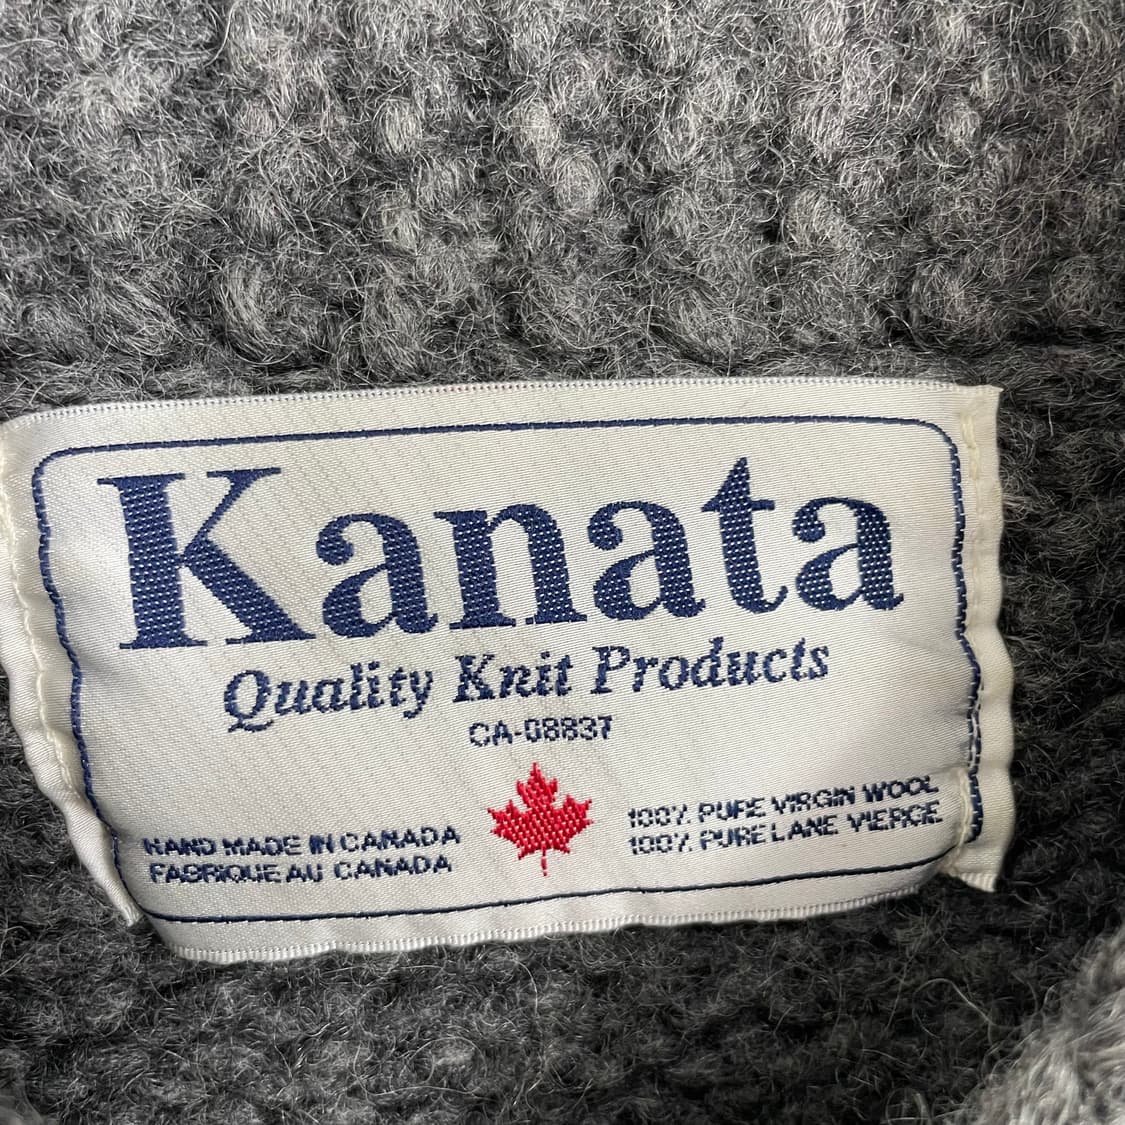 Kanata
Quality Knit Products
CA-08837
HAND MADE IN CANADA
FABRIQUE AU CANADA
100% PURE VIRGIN WOOL
100% PURE LANE VIERGE